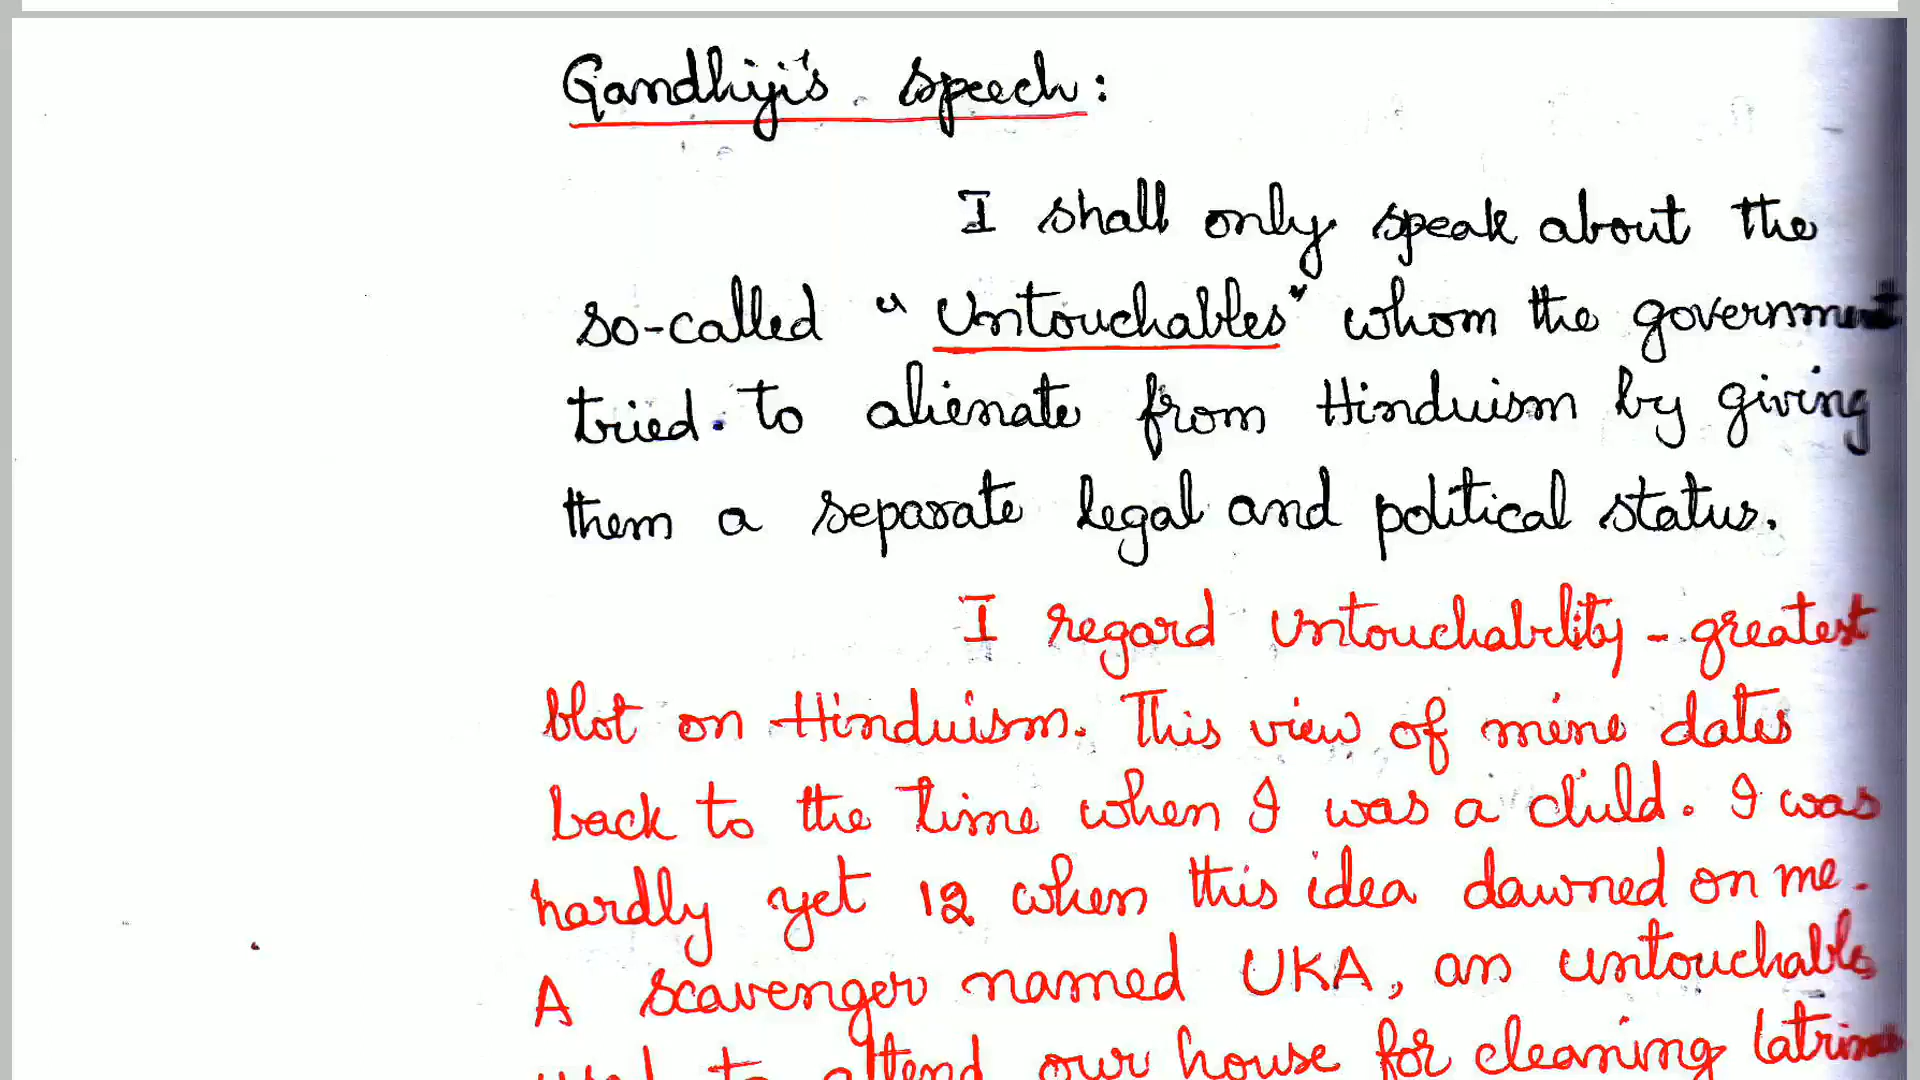 Gandhiji's speech:
I shall only speak about the
so-called "Untouchables" whom the government
tried to alienate from Hinduism by giving
them a separate legal and political status.
I regard untouchability - greatest
blot on Hinduism. This view of mine dates
back to the time when I was a child. I was
hardly yet 12 when this idea dawned on me.
A scavenger named UKA, an untouchable
used to attend our house for cleaning latrines